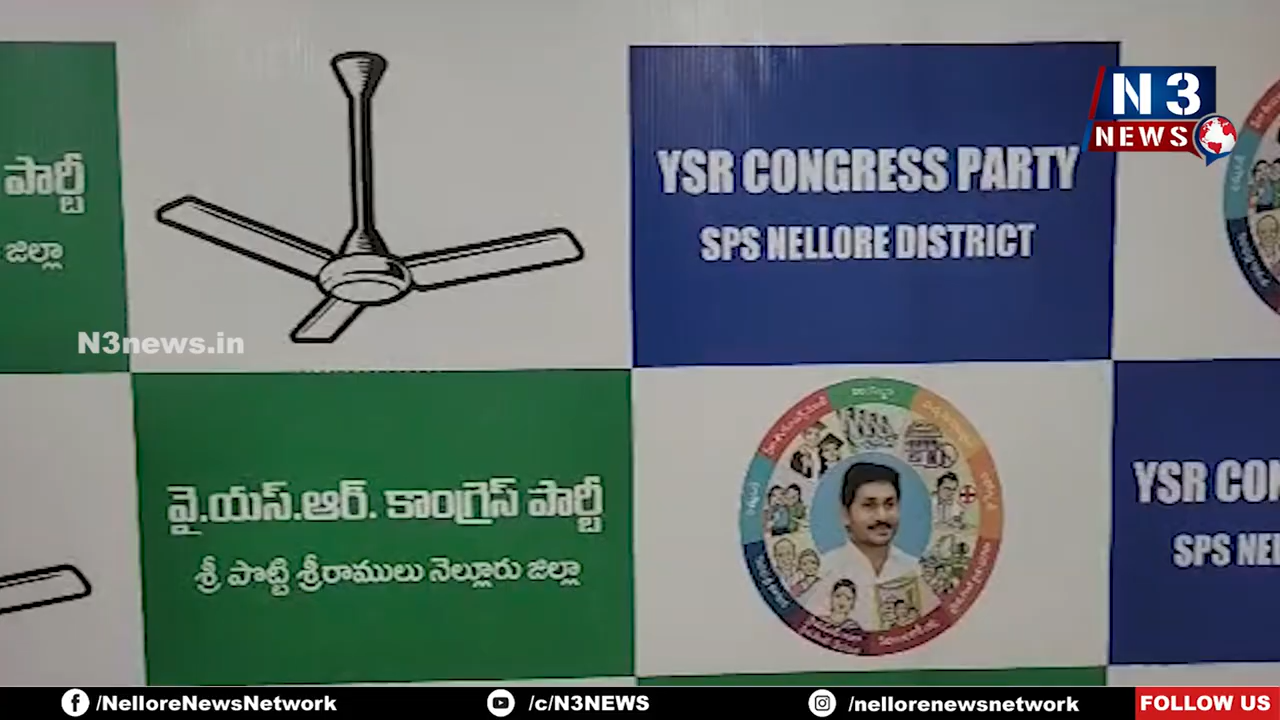 పార్టీ
జిల్లా
YSR CONGRESS PARTY
SPS NELLORE DISTRICT
N3
NEWS
N3news.in
వై.యస్.ఆర్. కాంగ్రెస్ పార్టీ
శ్రీ పొట్టి శ్రీరాములు నెల్లూరు జిల్లా
YSR CON
SPS NEL
/NelloreNewsNetwork
/c/N3NEWS
/nellorenewsnetwork
FOLLOW US